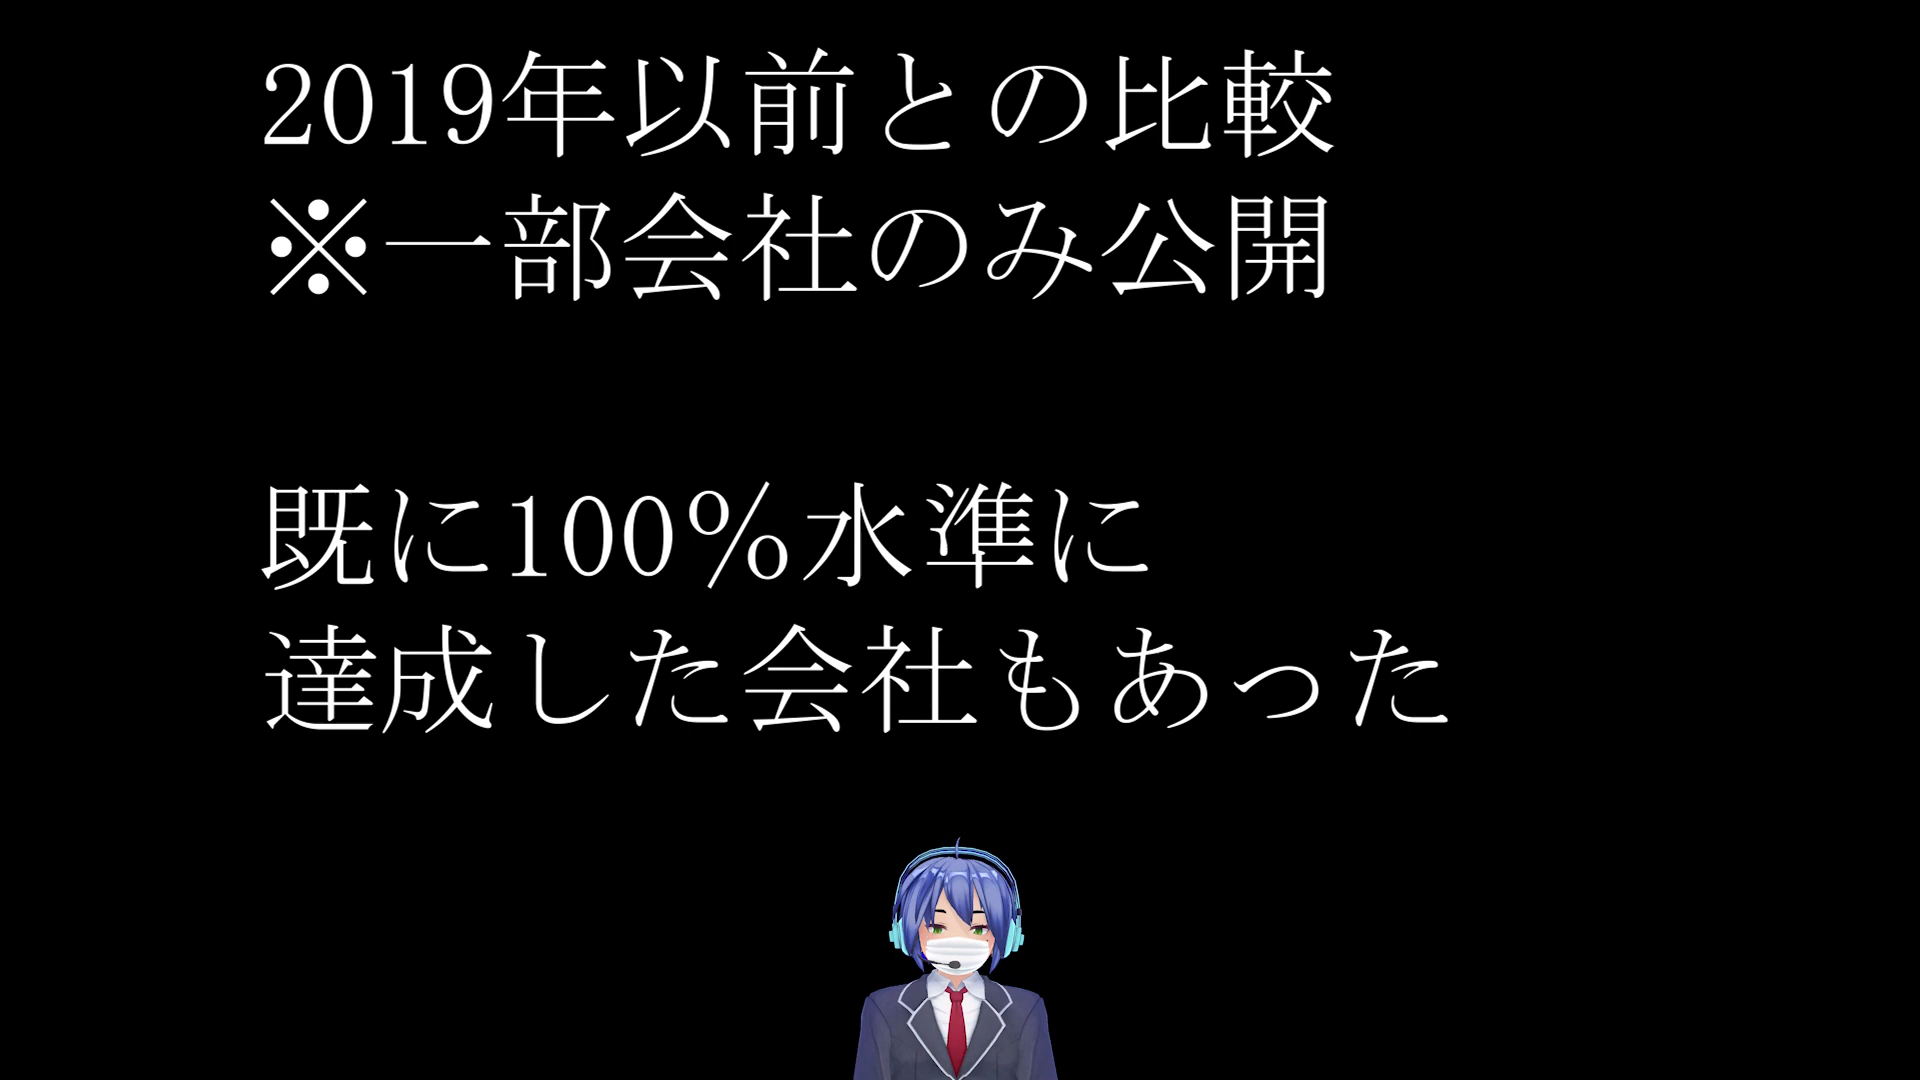 2019年以前との比較
※一部会社のみ公開
既に100％水準に
達成した会社もあった